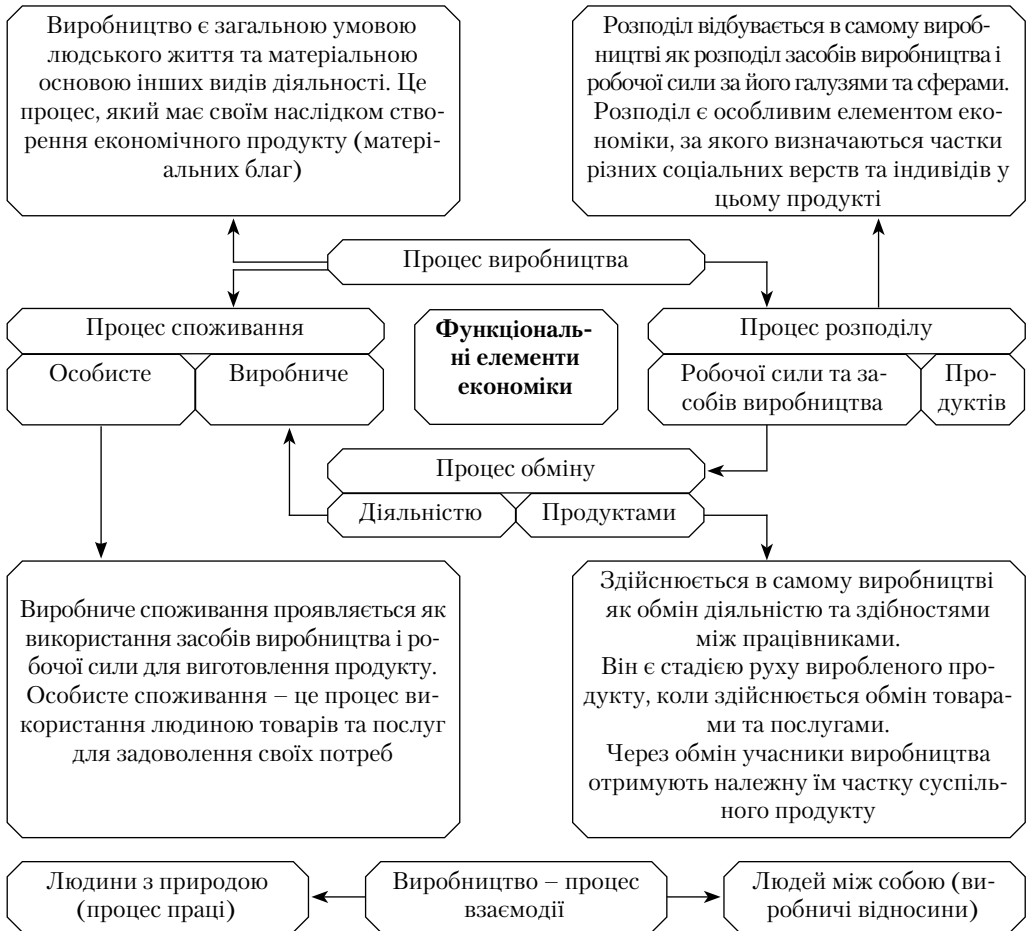 Виробництво є загальною умовою
людського життя та матеріальною
основою інших видів діяльності. Це
процес, який має своїм наслідком ство-
рення економічного продукту (матері-
альних благ)
Розподіл відбувається в самому вироб-
ництві як розподіл засобів виробництва і
робочої сили за його галузями та сферами.
Розподіл є особливим елементом еко-
номіки, за якого визначаються частки
різних соціальних верств та індивідів у
цьому продукті
Процес виробництва
Процес споживання
Особисте
Виробниче
Функціональ-
ні елементи
економіки
Процес розподілу
Робочої сили та за-
собів виробництва
Про-
дуктів
Процес обміну
Діяльністю
Продуктами
Виробниче споживання проявляється як
використання засобів виробництва і ро-
бочої сили для виготовлення продукту.
Особисте споживання – це процес ви-
користання людиною товарів та послуг
для задоволення своїх потреб
Здійснюється в самому виробництві
як обмін діяльністю та здібностями
між працівниками.
Він є стадією руху виробленого про-
дукту, коли здійснюється обмін товара-
ми та послугами.
Через обмін учасники виробництва
отримують належну їм частку суспіль-
ного продукту
Людини з природою
(процес праці)
Виробництво – процес
взаємодії
Людей між собою (ви-
робничі відносини)